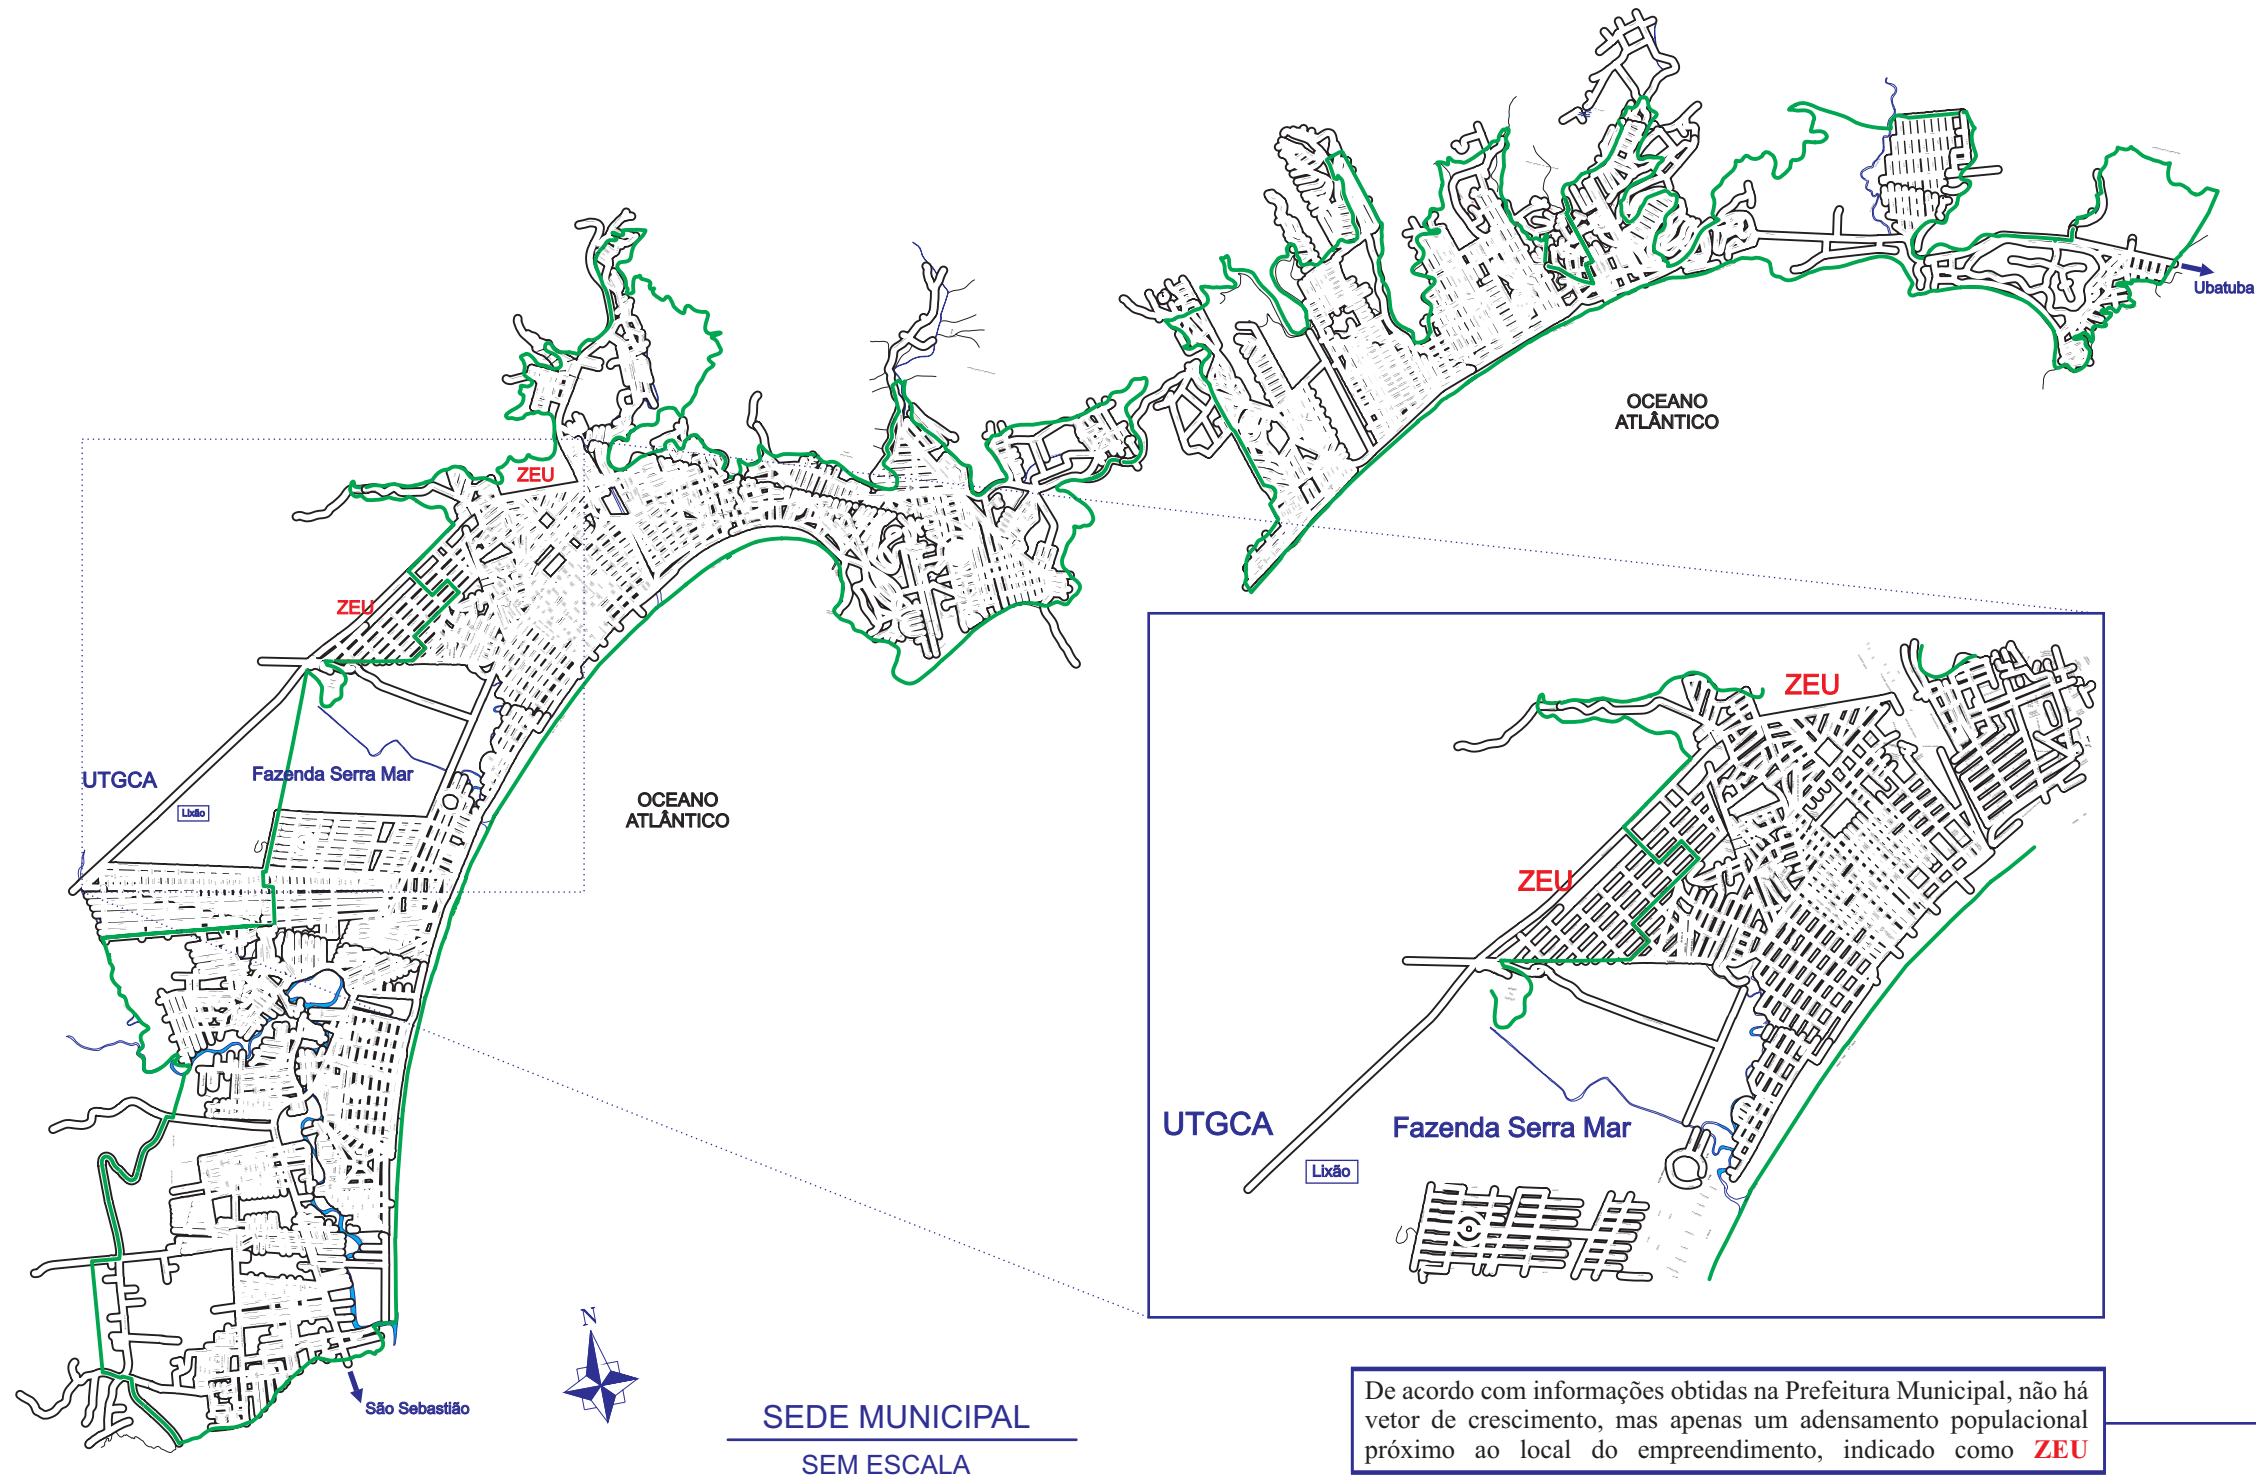 Ubatuba
OCEANO
ATLÂNTICO
ZEU
ZEU
ZEU
UTGCA
Fazenda Serra Mar
Lixão
OCEANO
ATLÂNTICO
ZEU
UTGCA
Fazenda Serra Mar
Lixão
N
São Sebastião
SEDE MUNICIPAL
SEM ESCALA
De acordo com informações obtidas na Prefeitura Municipal, não há
vetor de crescimento, mas apenas um adensamento populacional
próximo ao local do empreendimento, indicado como ZEU